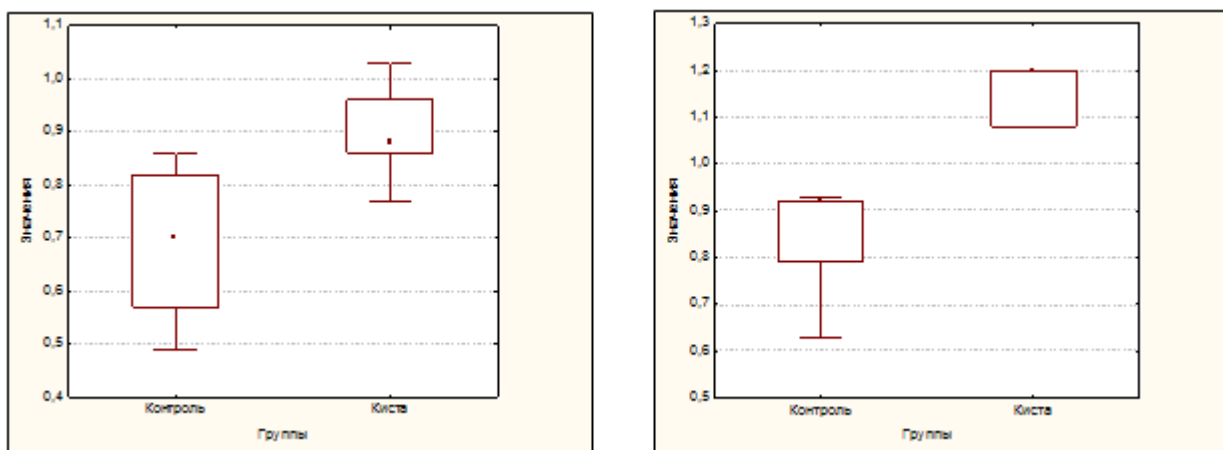 1,1
1,0
0,9
0,8
0,7
0,6
0,5
0,4
Значения
Контроль Киста
Группы
1,3
1,2
1,1
1,0
0,9
0,8
0,7
0,6
0,5
Значения
Контроль Киста
Группы